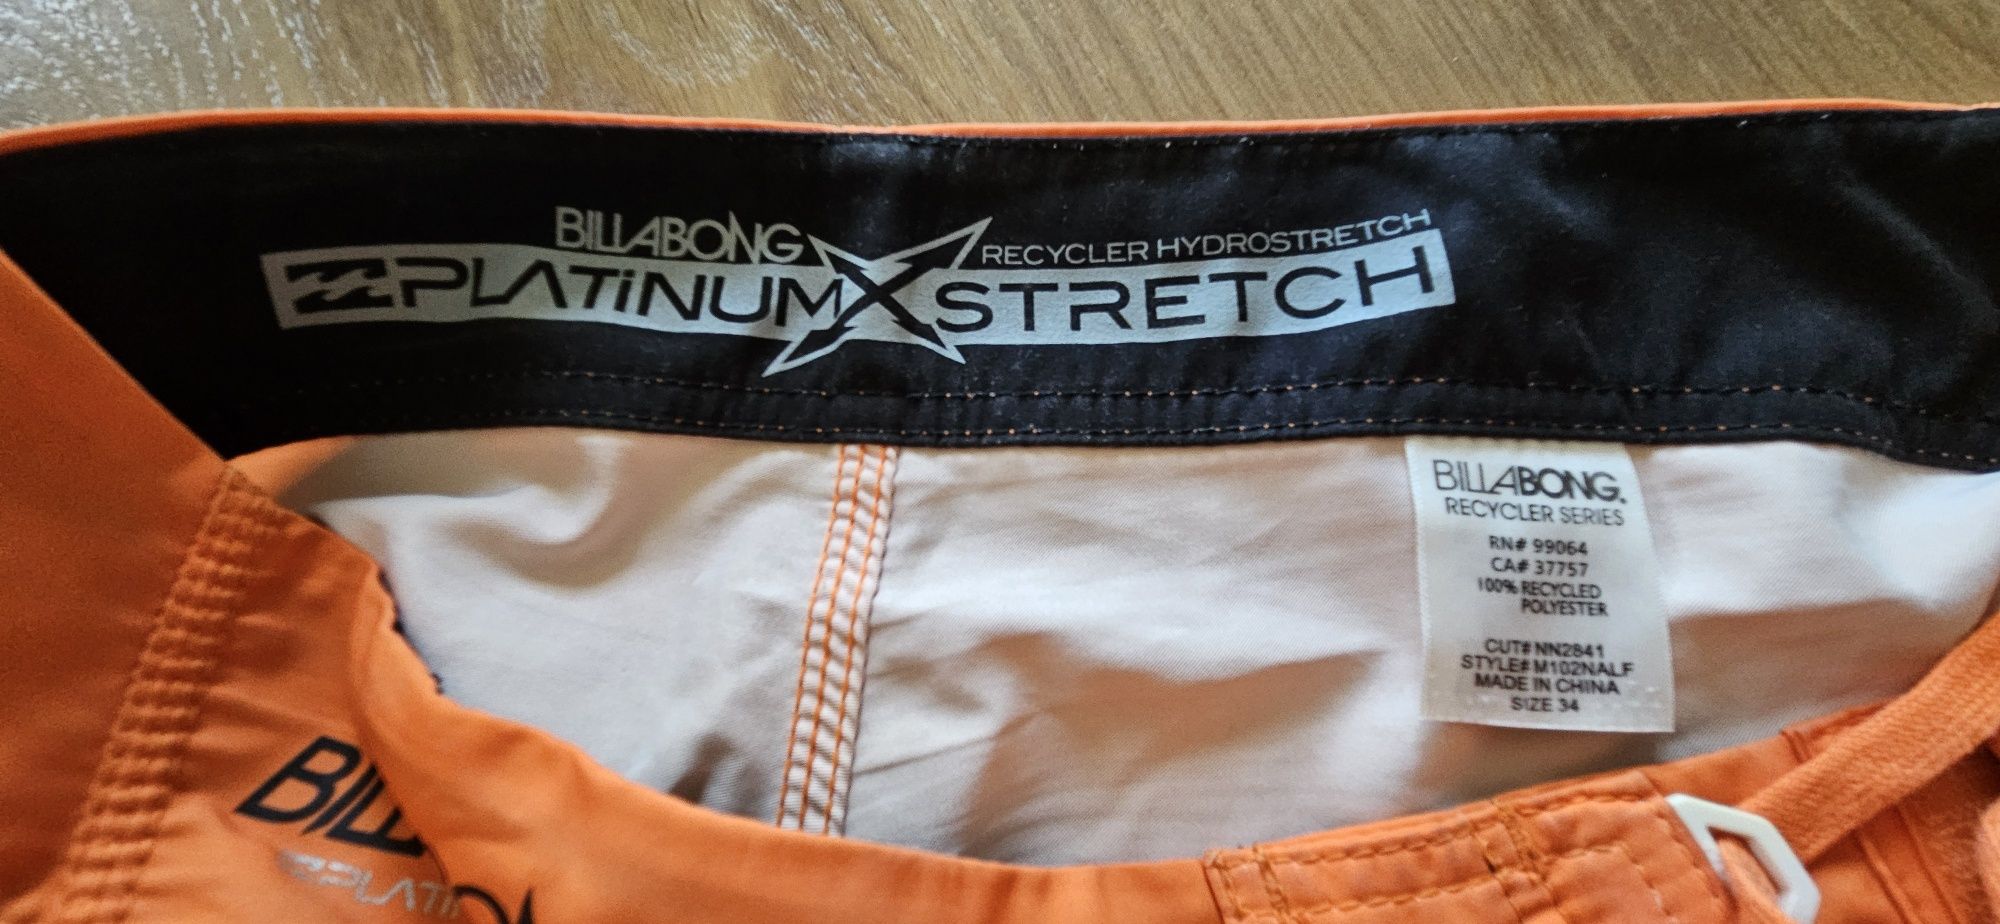 BILLABONG
RECYCLER HYDROSTRETCH
PLATINUM X STRETCH
BILLABONG.
RECYCLER SERIES
RN# 99064
CA# 37757
100% RECYCLED
POLYESTER
CUT# NN2841
STYLE# M102NALF
MADE IN CHINA
SIZE 34